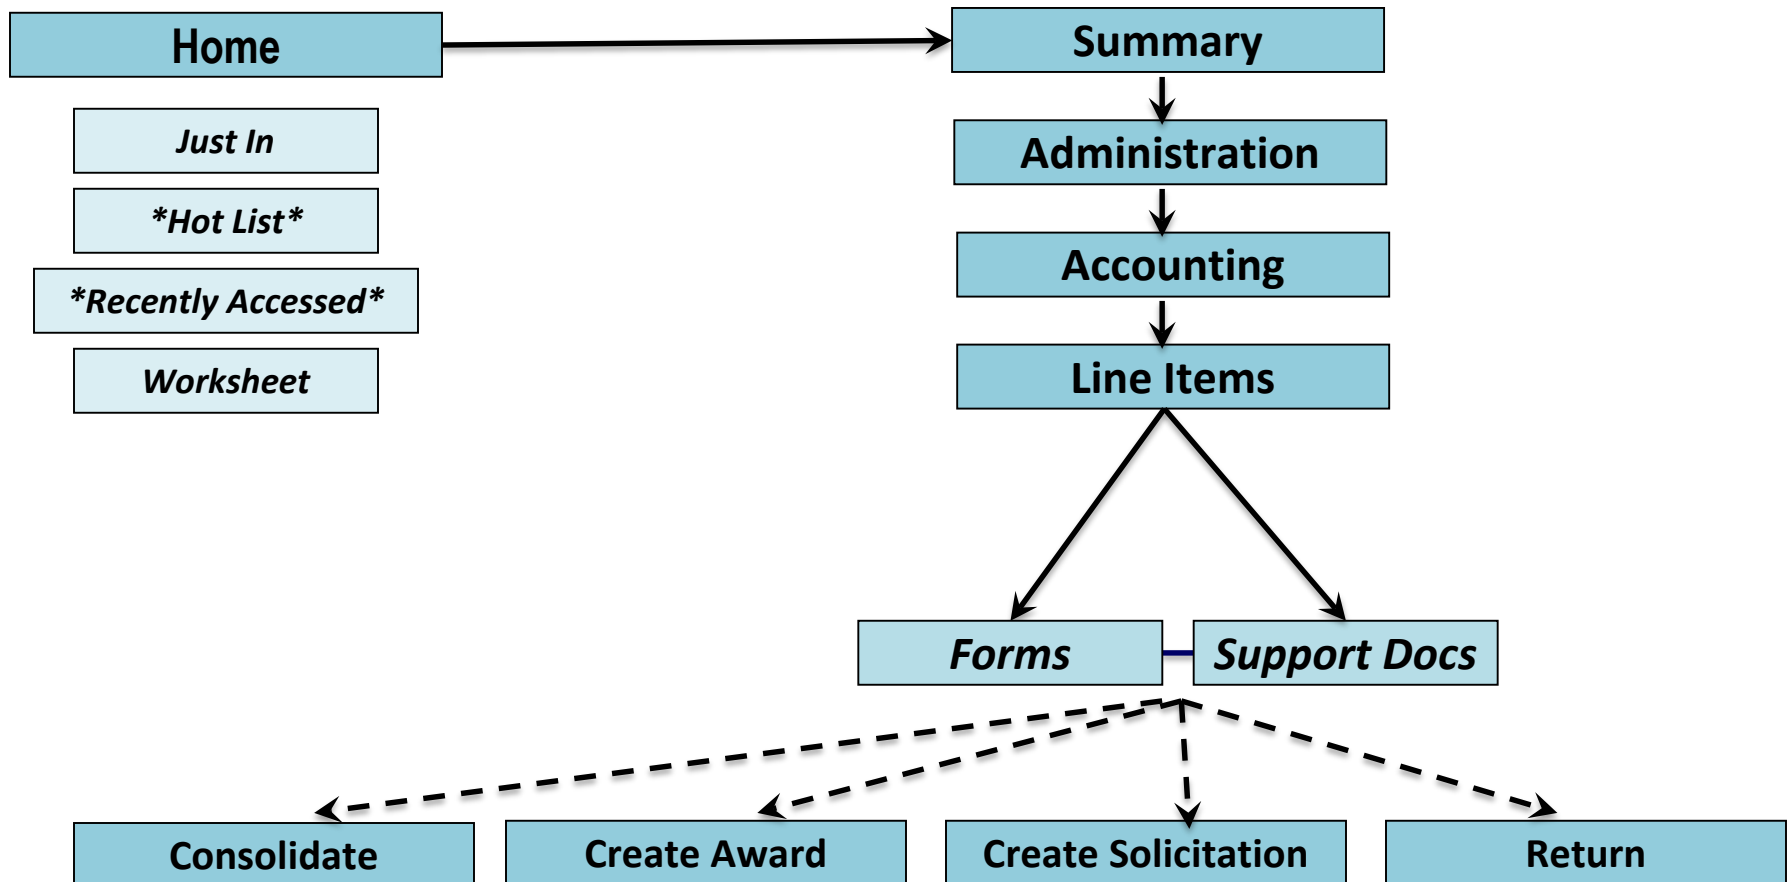 Home
Summary
Just In
Administration
*Hot List*
Accounting
*Recently Accessed*
Worksheet
Line Items
Forms
Support Docs
Consolidate
Create Award
Create Solicitation
Return